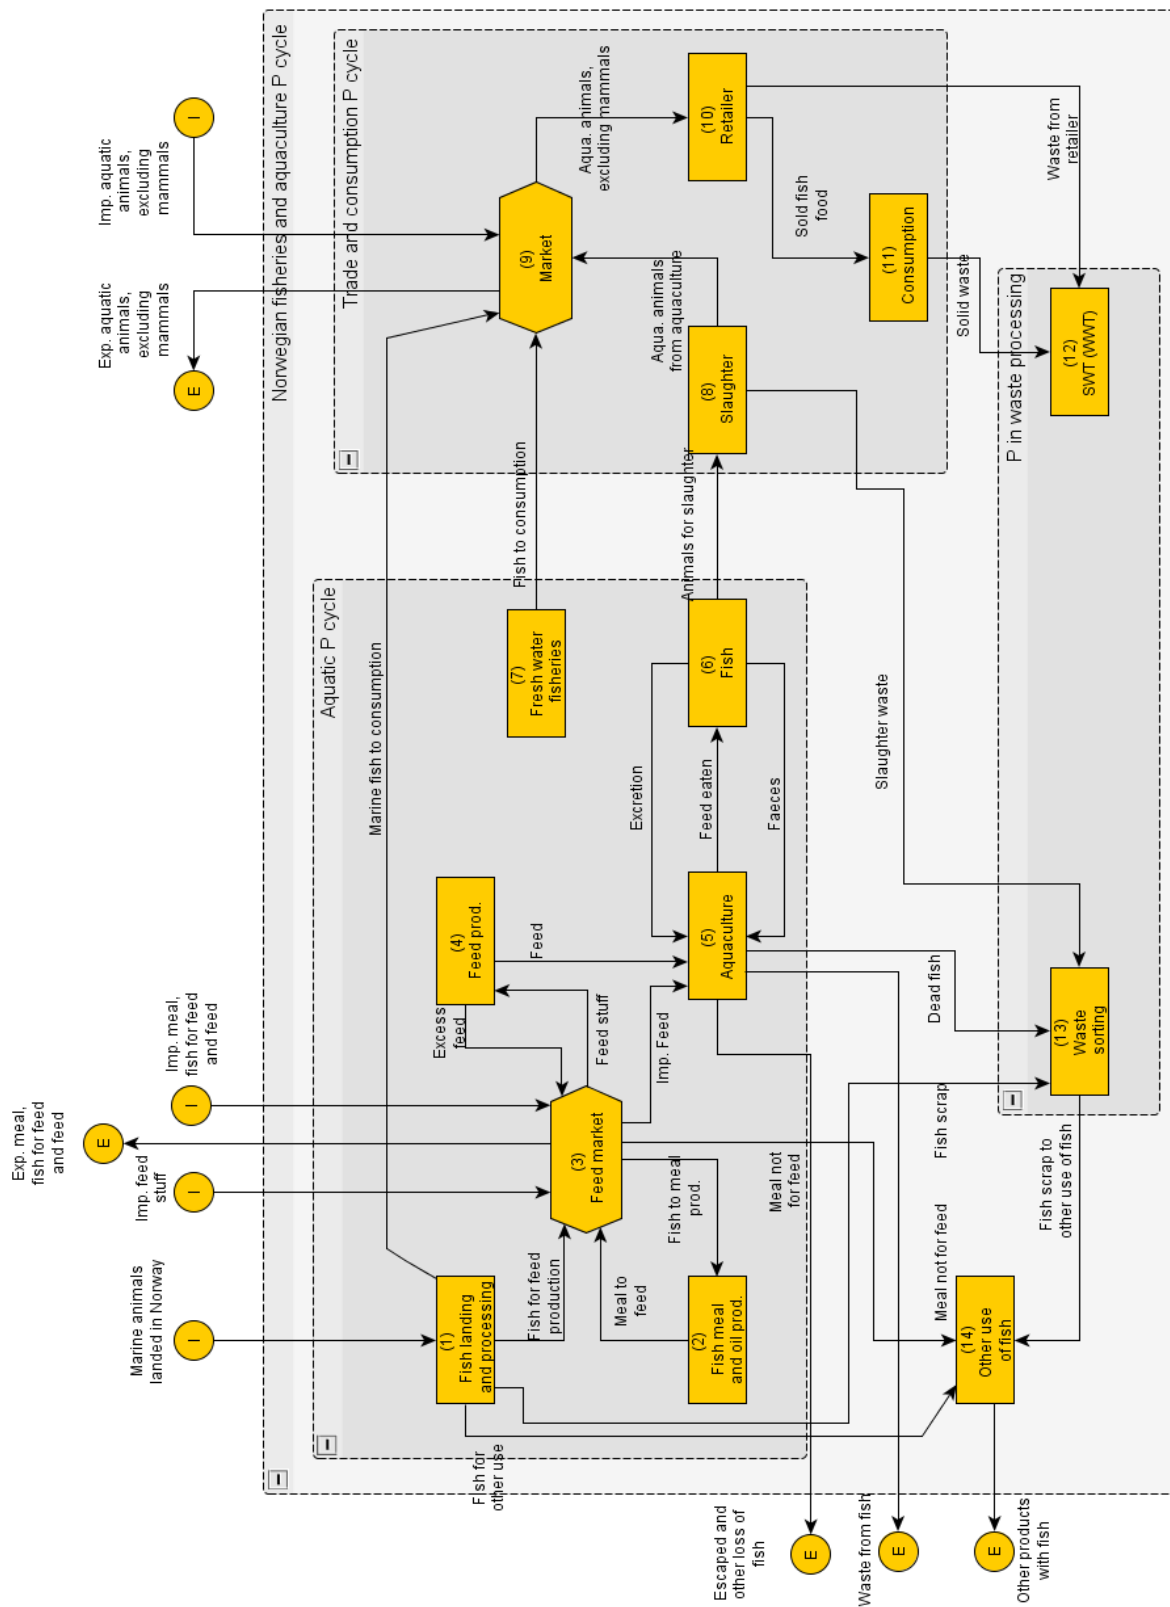 Norwegian fisheries and aquaculture P cycle
Aquatic P cycle
Trade and consumption P cycle
P in waste processing
Marine animals
landed in Norway
I
Imp. feed
stuff
I
Exp. meal,
fish for feed
and feed
E
Imp. meal,
fish for feed
and feed
I
Exp. aquatic
animals,
excluding
mammals
E
Imp. aquatic
animals,
excluding
mammals
I
(1)
Fish landing
and processing
Fish for feed
production
Fish for
other use
Marine fish to consumption
(2)
Fish meal
and oil prod.
Meal to
feed
Fish to meal
prod.
(3)
Feed market
Excess
feed
Feed stuff
(4)
Feed prod.
Feed
Imp. Feed
Meal not
for feed
(5)
Aquaculture
Excretion
Feed eaten
Faeces
(6)
Fish
(7)
Fresh water
fisheries
Fish to consumption
Animals for slaughter
(8)
Slaughter
Aqua. animals
from aquaculture
(9)
Market
Aqua. animals,
excluding mammals
(10)
Retailer
Sold fish
food
(11)
Consumption
Solid waste
Waste from
retailer
(12)
SWT (WWT)
Slaughter waste
Dead fish
Fish scrap
(13)
Waste
sorting
Fish scrap to
other use of fish
Meal not for feed
(14)
Other use
of fish
Escaped and
other loss of
fish
E
Waste from fish
E
Other products
with fish
E